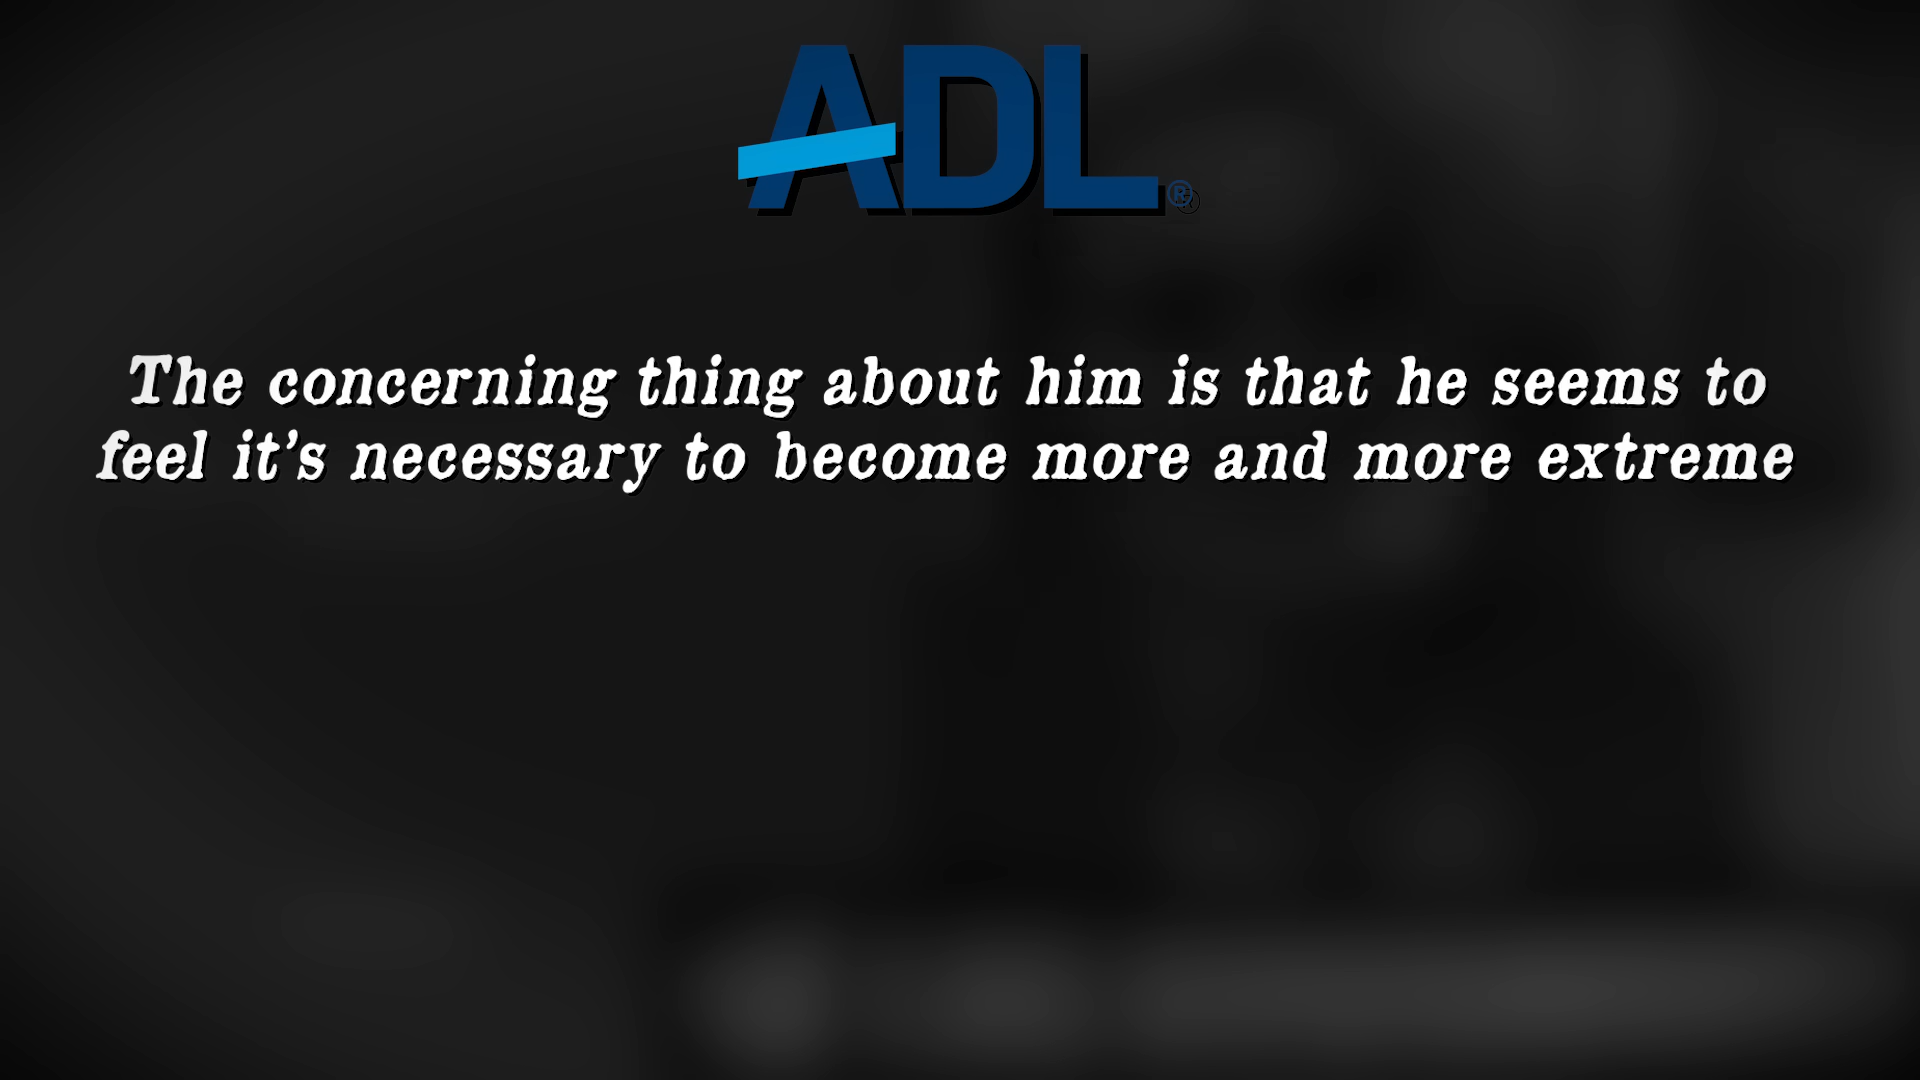 ADL®
The concerning thing about him is that he seems to
feel it's necessary to become more and more extreme